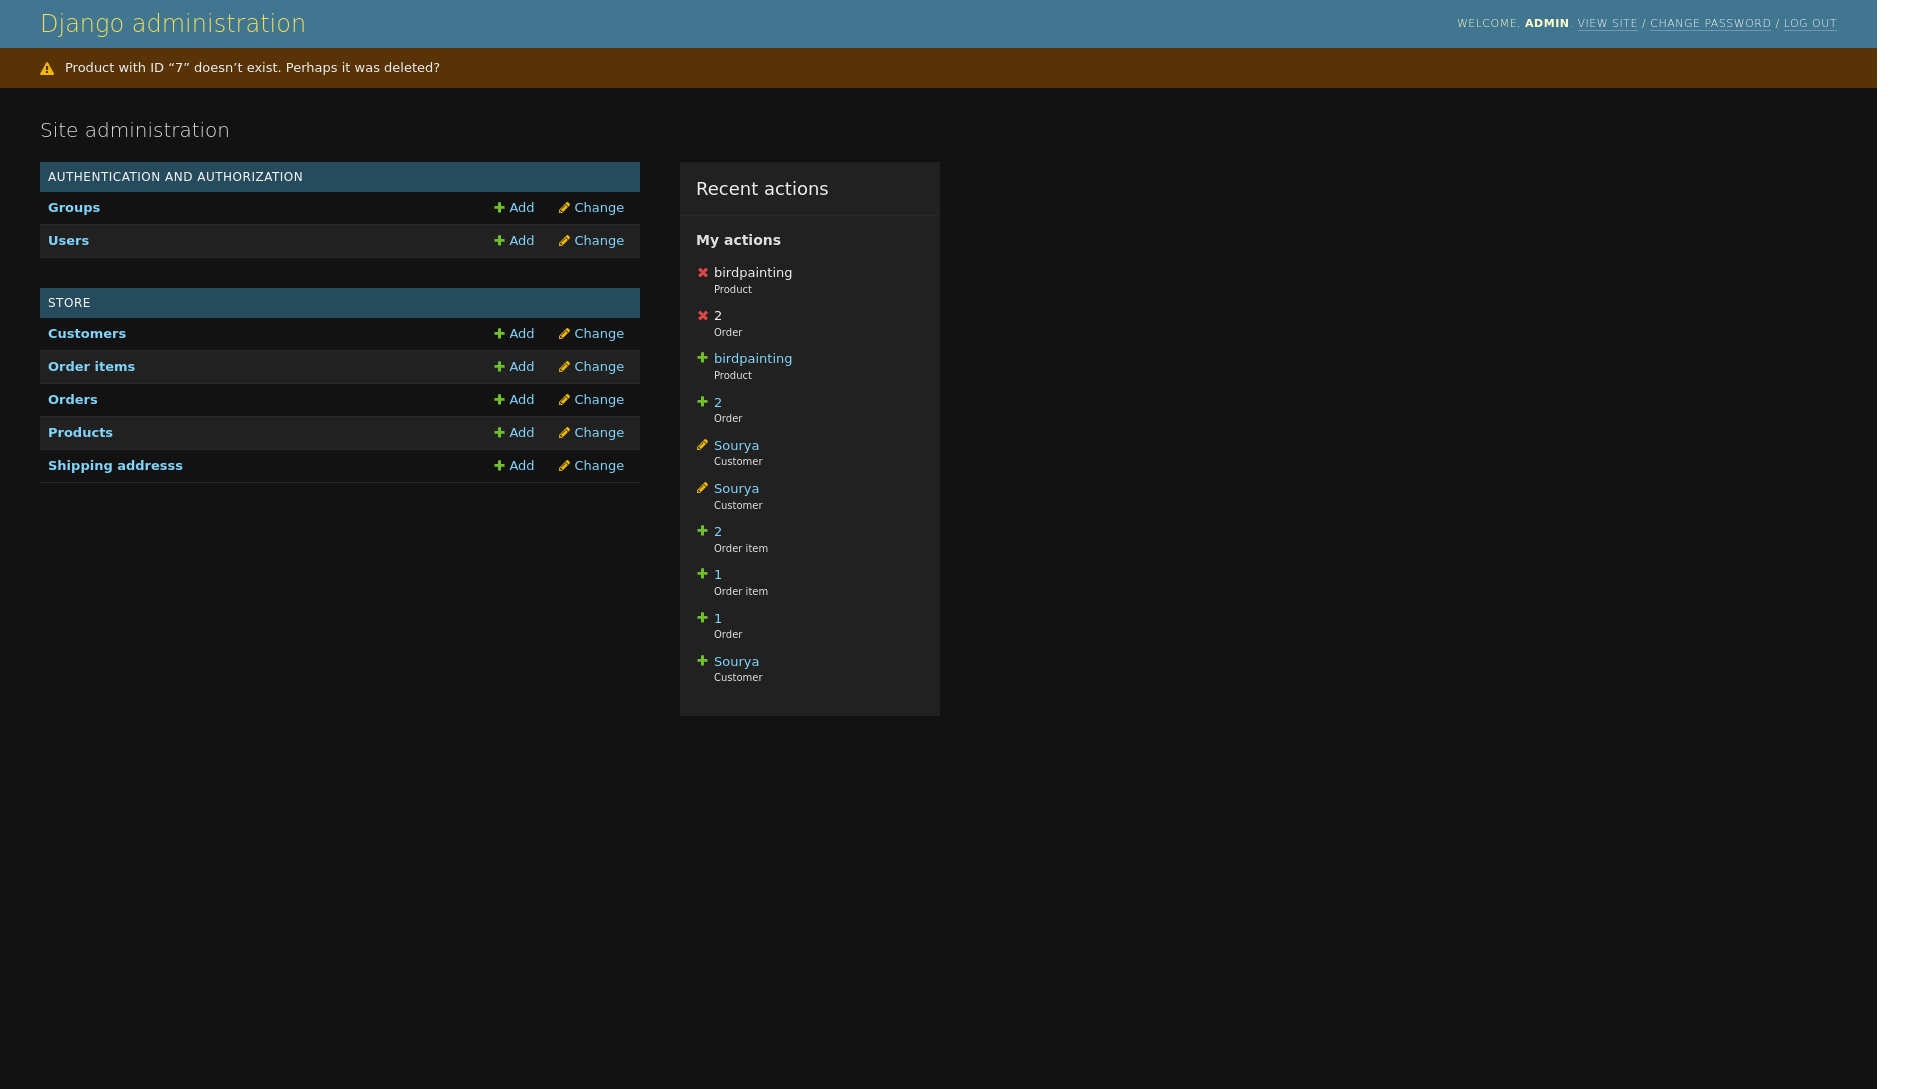 Django administration
WELCOME, ADMIN. VIEW SITE / CHANGE PASSWORD / LOG OUT
Product with ID “7” doesn’t exist. Perhaps it was deleted?
Site administration
AUTHENTICATION AND AUTHORIZATION
Groups Add Change
Users Add Change
STORE
Customers Add Change
Order items Add Change
Orders Add Change
Products Add Change
Shipping addresss Add Change
Recent actions
My actions
birdpainting
Product
2
Order
birdpainting
Product
2
Order
Sourya
Customer
Sourya
Customer
2
Order item
1
Order item
1
Order
Sourya
Customer